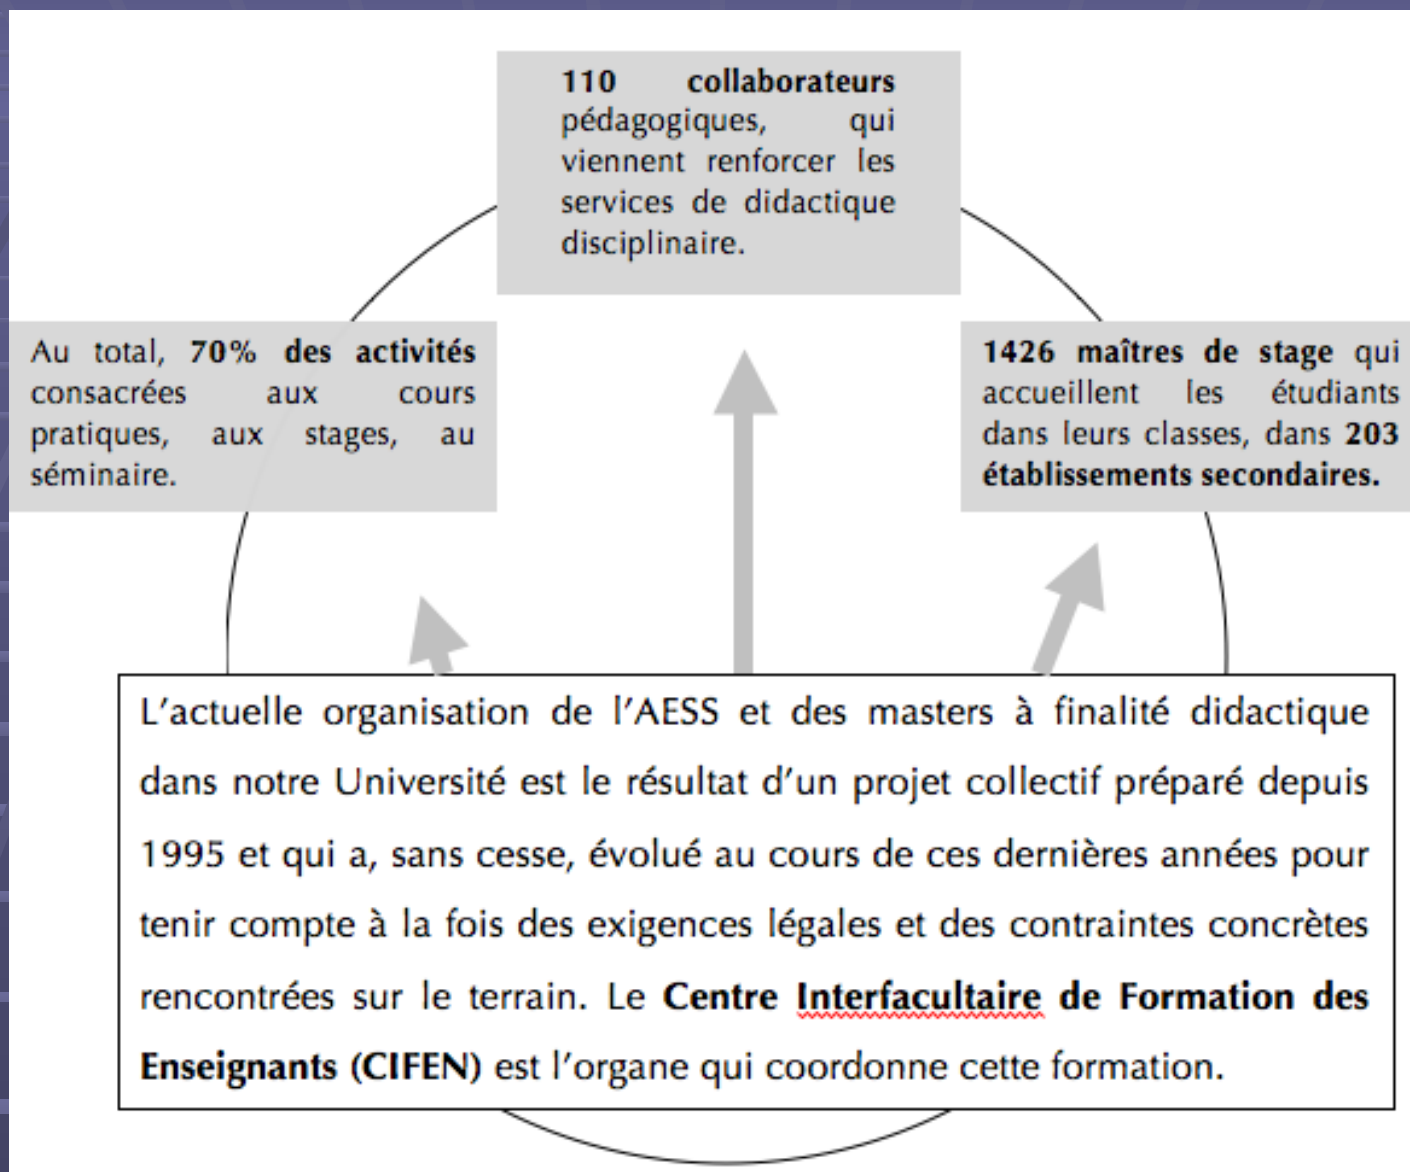 110 collaborateurs
pédagogiques, qui
viennent renforcer les
services de didactique
disciplinaire.
Au total, 70% des activités
consacrées aux cours
pratiques, aux stages, au
séminaire.
1426 maîtres de stage qui
accueillent les étudiants
dans leurs classes, dans 203
établissements secondaires.
L'actuelle organisation de l'AESS et des masters à finalité didactique
dans notre Université est le résultat d'un projet collectif préparé depuis
1995 et qui a, sans cesse, évolué au cours de ces dernières années pour
tenir compte à la fois des exigences légales et des contraintes concrètes
rencontrées sur le terrain. Le Centre Interfacultaire de Formation des
Enseignants (CIFEN) est l'organe qui coordonne cette formation.